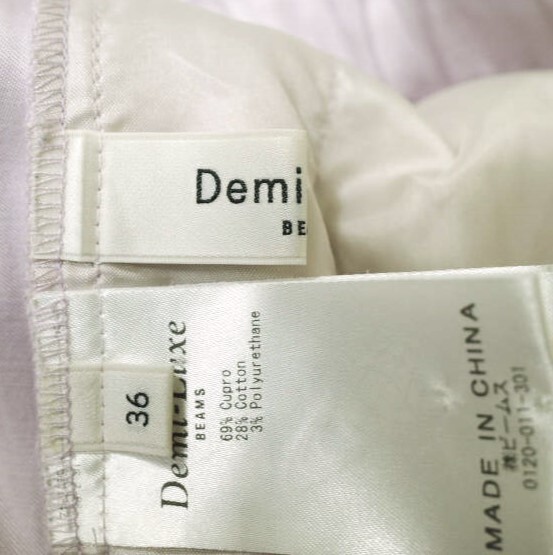 Demi
BE
36
Demi-Luxe
BEAMS
69% Cupro
28% Cotton
3% Polyurethane
MADE IN CHINA
㈱ビームス
0120-011-301